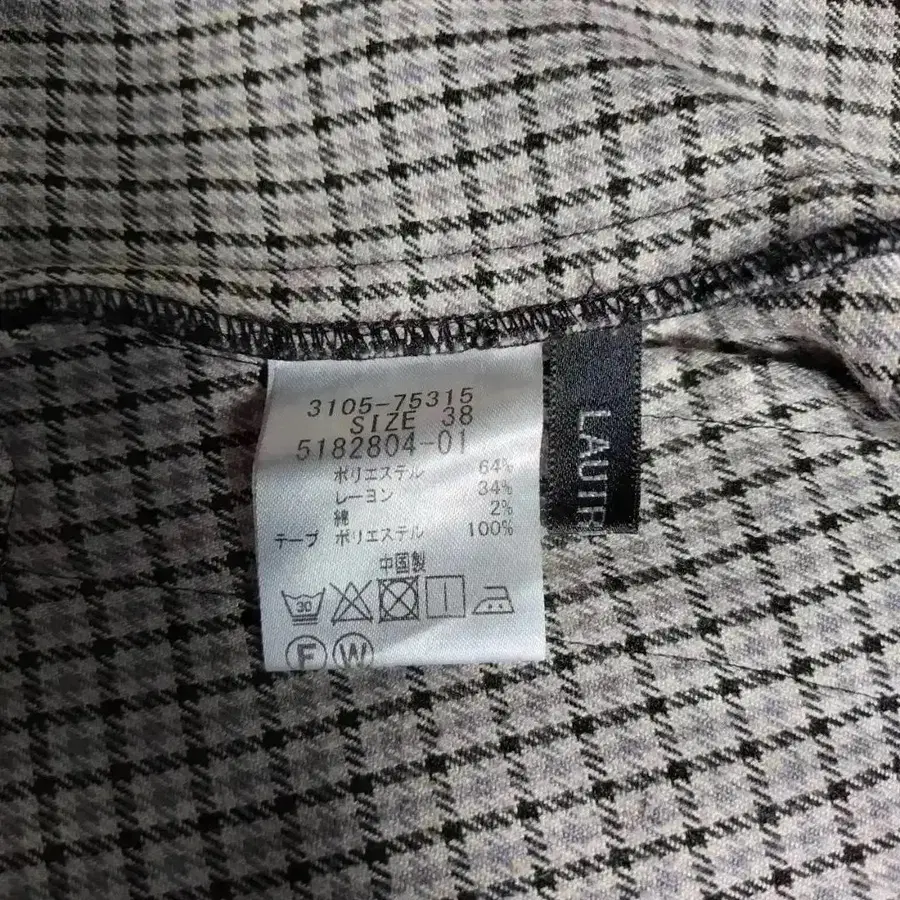 3105-75315
SIZE 38
5182804-01
ポリエステル 64%
レーヨン 34%
綿 2%
テープ ポリエステル 100%
中国製
30
F W
LAUTR